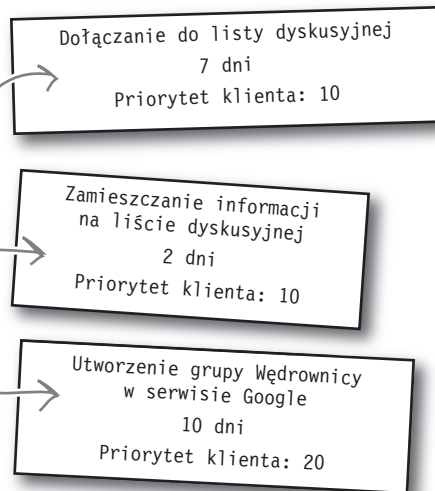 Dołączanie do listy dyskusyjnej
7 dni
Priorytet klienta: 10
Zamieszczanie informacji
na liście dyskusyjnej
2 dni
Priorytet klienta: 10
Utworzenie grupy Wędrownicy
w serwisie Google
10 dni
Priorytet klienta: 20